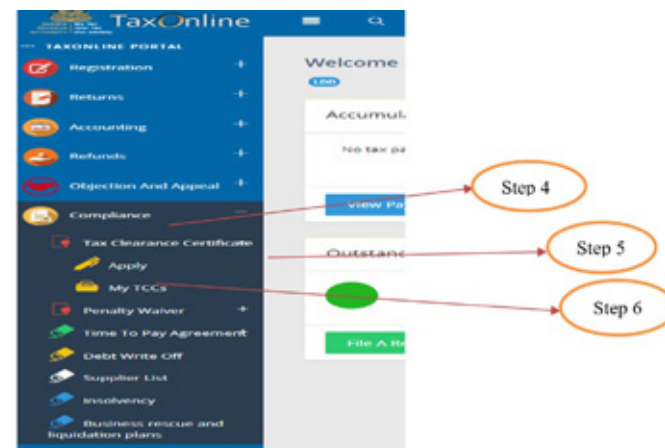 TaxOnline
TAXONLINE PORTAL
Registration
Returns
Accounting
Refunds
Objection And Appeal
Compliance
Tax Clearance Certificate
Apply
My TCCs
Penalty Waiver
Time To Pay Agreement
Debt Write Off
Supplier List
Insolvency
Business rescue and
liquidation plans
Welcome
LDD
Accumul
No tax pa
View Pa
Outstand
File A Re
Step 4
Step 5
Step 6